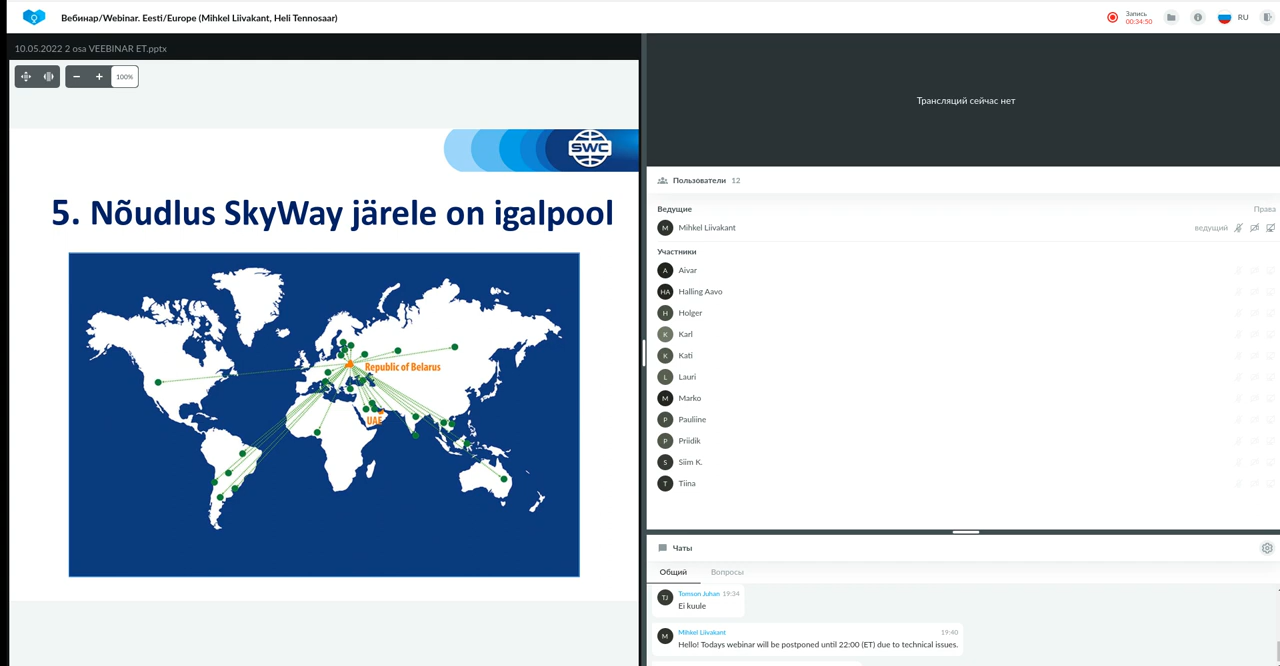 Вебинар/Webinar. Eesti/Europe (Mihkel Liivakant, Heli Tennosaar)
Запись
00:34:50
RU
10.05.2022 2 osa VEEBINAR ET.pptx
100%
SWC
5. Nõudlus SkyWay järele on igalpool
Republic of Belarus
UAE
Трансляций сейчас нет
Пользователи 12
Ведущие
Права
M Mihkel Liivakant
ведущий
Участники
A Aivar
HA Halling Aavo
H Holger
K Karl
K Kati
L Lauri
M Marko
P Pauliine
P Priidik
S Siim K.
T Tiina
Чаты
Общий
Вопросы
TJ Tomson Juhan 19:34
Ei kuule
M Mihkel Liivakant 19:40
Hello! Todays webinar will be postponed until 22:00 (ET) due to technical issues.